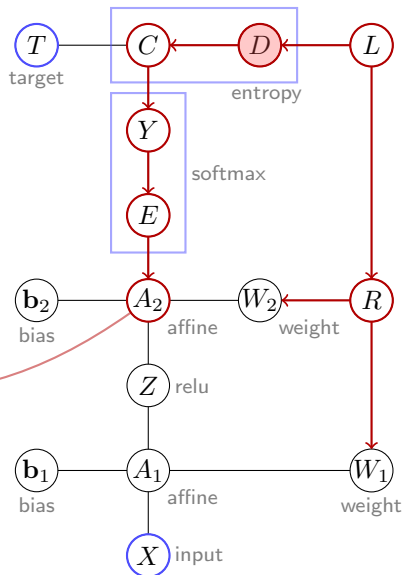 T C D L
target
entropy
Y
softmax
E
b₂ A₂ W₂ R
bias affine weight
Z relu
b₁ A₁ W₁
bias affine weight
X input